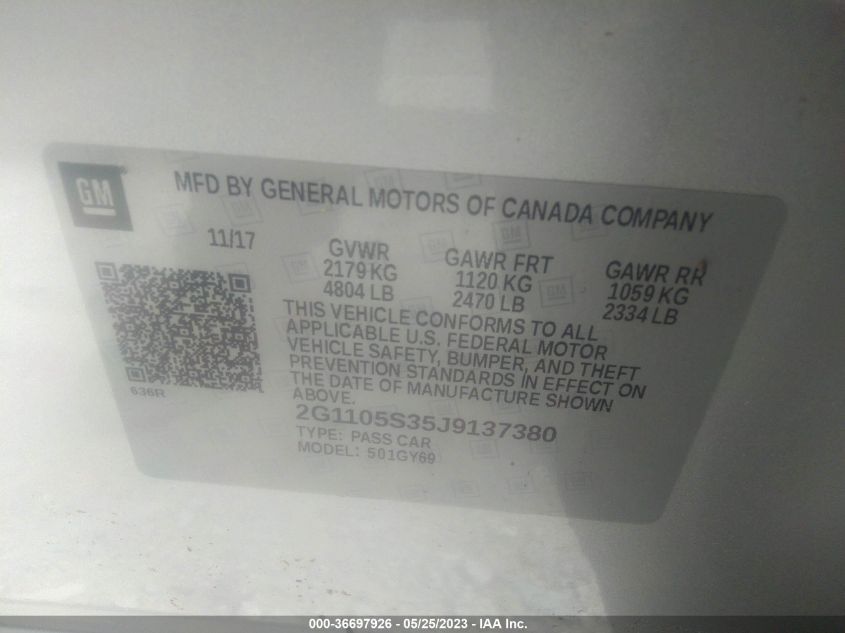 GM
MFD BY GENERAL MOTORS OF CANADA COMPANY
11/17
GVWR
2179 KG
4804 LB
GAWR FRT
1120 KG
2470 LB
GAWR RR
1059 KG
2334 LB
THIS VEHICLE CONFORMS TO ALL
APPLICABLE U.S. FEDERAL MOTOR
VEHICLE SAFETY, BUMPER, AND THEFT
PREVENTION STANDARDS IN EFFECT ON
THE DATE OF MANUFACTURE SHOWN
ABOVE.
636R
2G1105S35J9137380
TYPE: PASS CAR
MODEL: 501GY69
000-36697926 - 05/25/2023 - IAA, Inc.